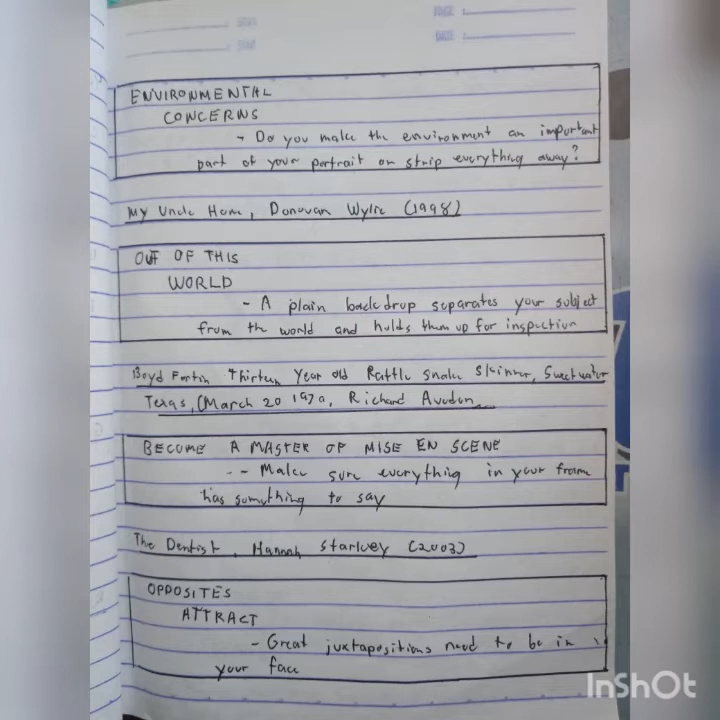 PAGE :
DATE :
ENVIRONMENTAL
CONCERNS
- Do you make the environment an important
part of your portrait or strip everything away?
My Uncle Home, Donovan Wylie (1998)
OUT OF THIS
WORLD
- A plain backdrop separates your subject
from the world and holds them up for inspection
Boyd Fortin Thirteen Year Old Rattle snake Skinner, Sweetwater
Texas, (March 20 1979, Richard Avedon
BECOME A MASTER OF MISE EN SCENE
-- Make sure everything in your frame
has something to say
The Dentist, Hannah Starkey (2003)
OPPOSITES
ATTRACT
- Great juxtapositions need to be in
your face
InShOt